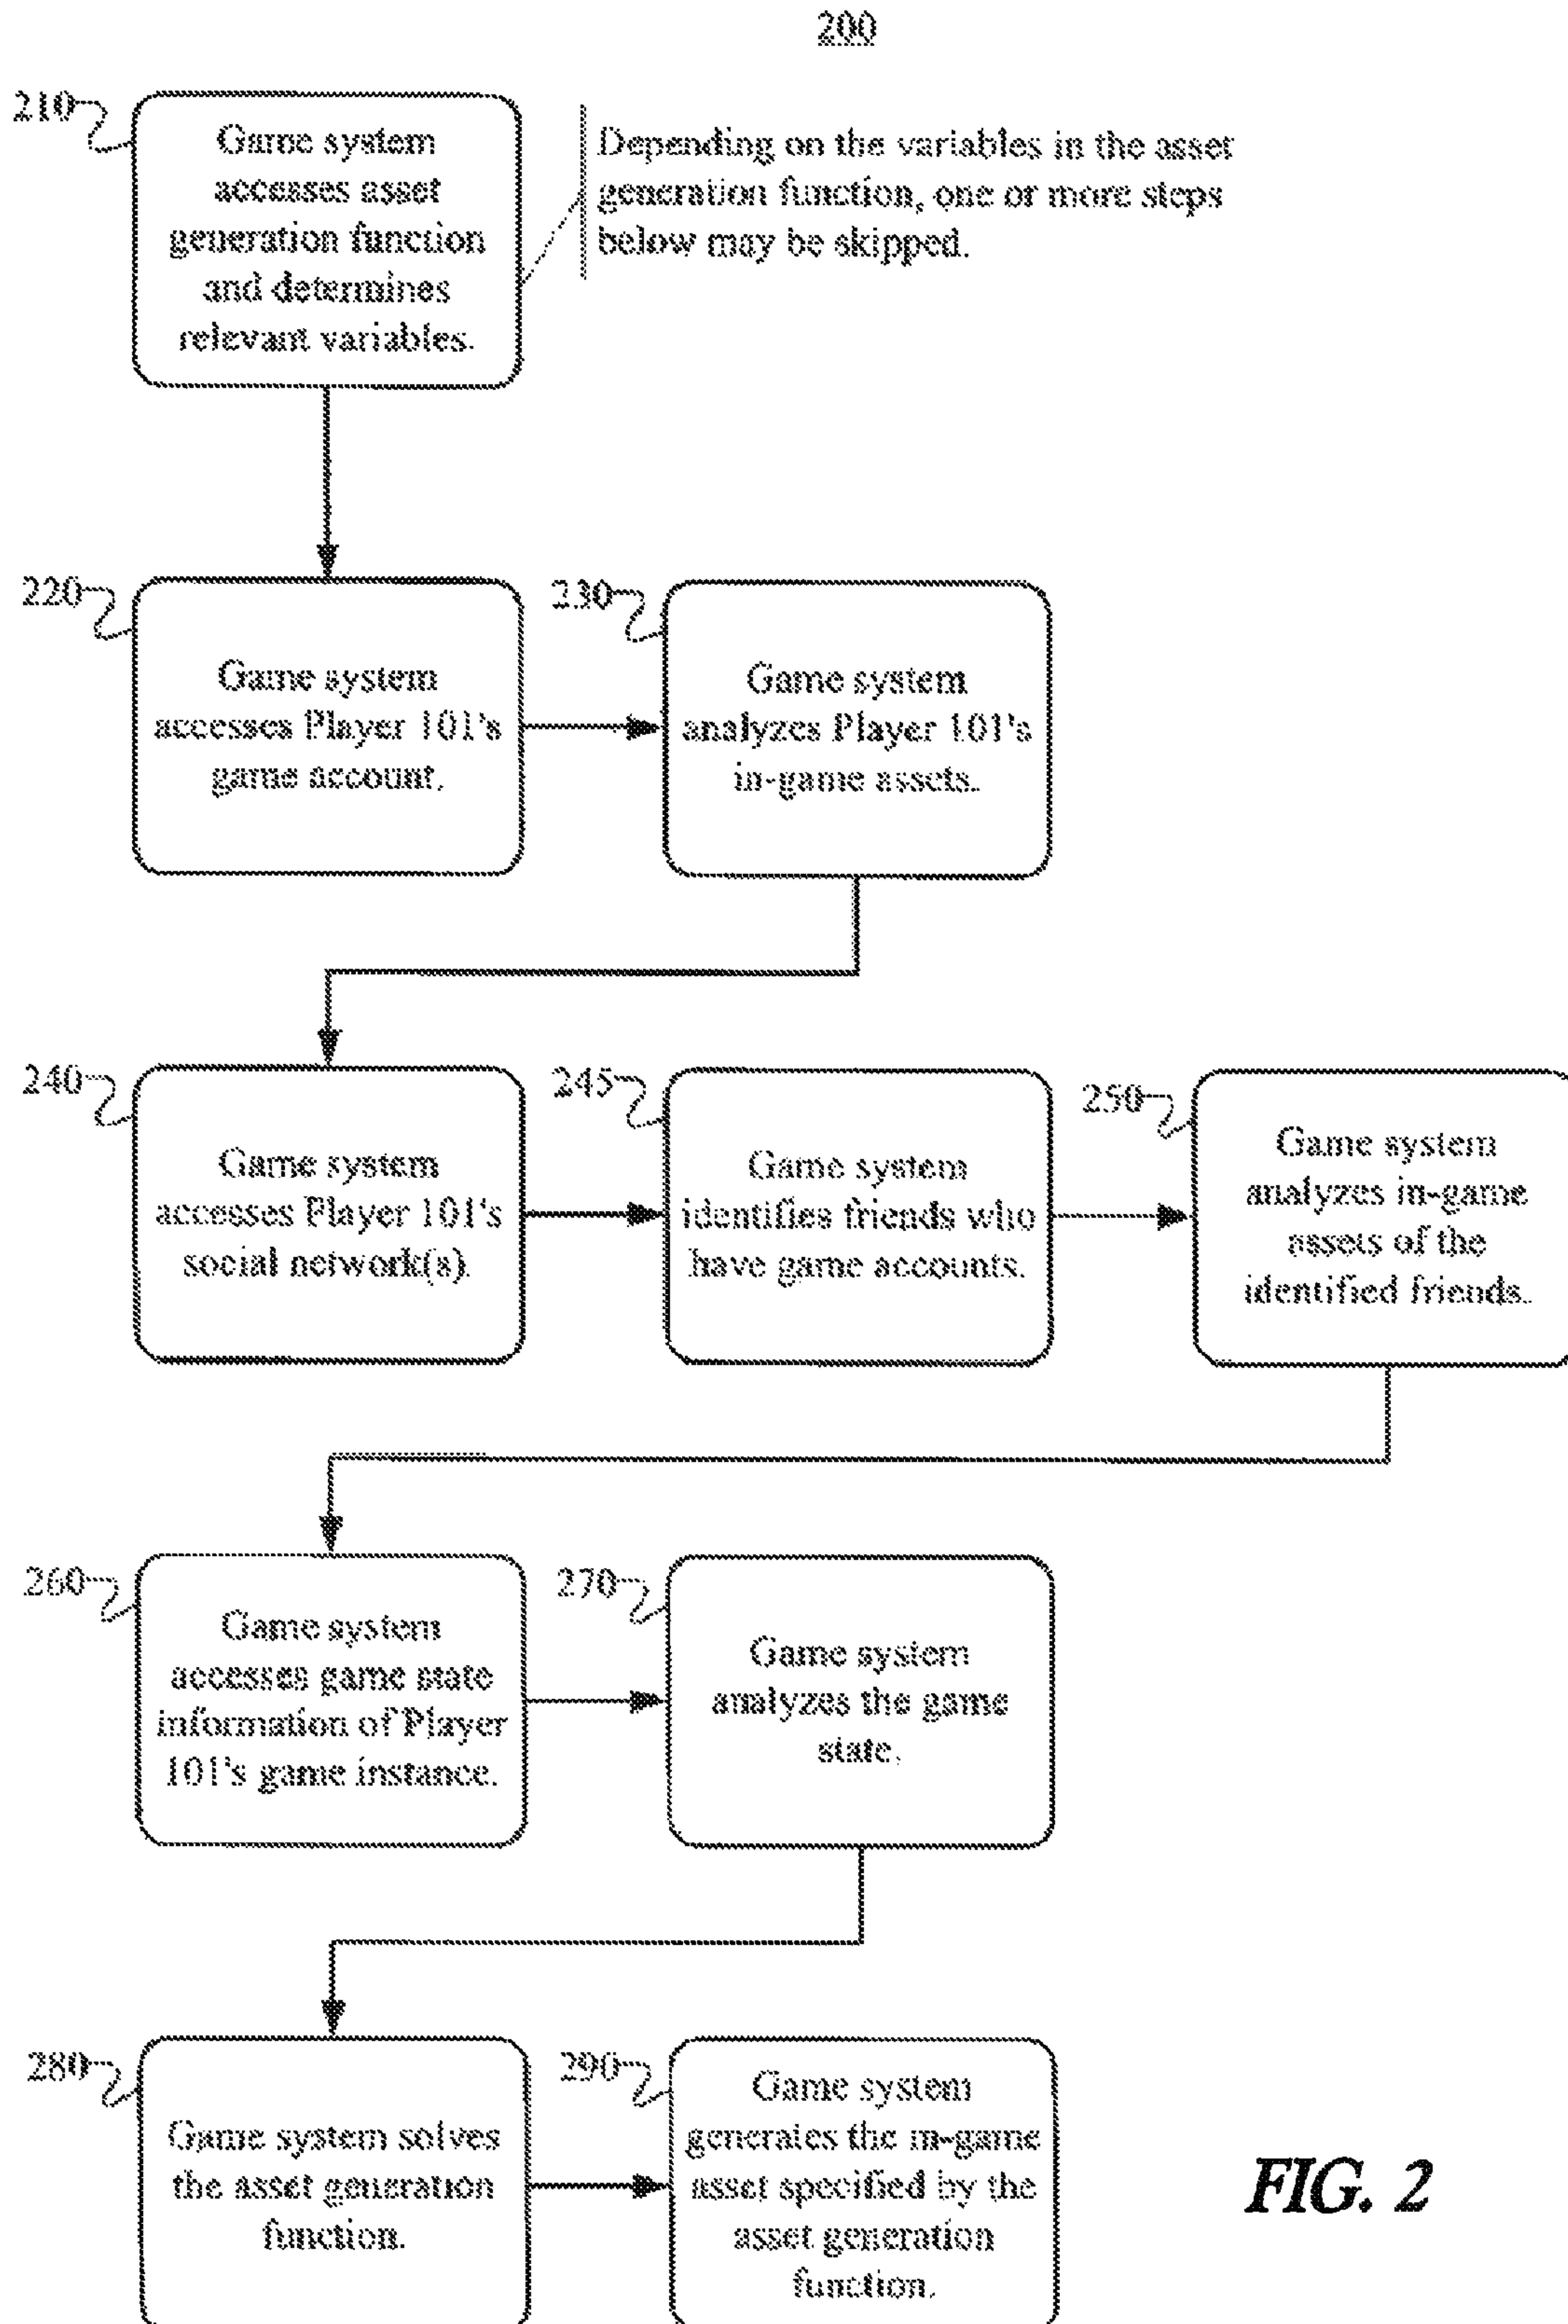 200
210
Game system
accesses asset
generation function
and determines
relevant variables.
Depending on the variables in the asset
generation function, one or more steps
below may be skipped.
220
Game system
accesses Player 101's
game account.
230
Game system
analyzes Player 101's
in-game assets.
240
Game system
accesses Player 101's
social network(s).
245
Game system
identifies friends who
have game accounts.
250
Game system
analyzes in-game
assets of the
identified friends.
260
Game system
accesses game state
information of Player
101's game instance.
270
Game system
analyzes the game
state.
280
Game system solves
the asset generation
function.
290
Game system
generates the in-game
asset specified by the
asset generation
function.
FIG. 2